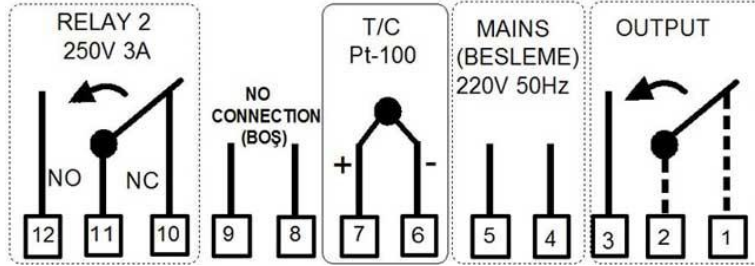 RELAY 2
250V 3A
NO
NC
12
11
10
NO
CONNECTION
(BOŞ)
9
8
T/C
Pt-100
+
-
7
6
MAINS
(BESLEME)
220V 50Hz
5
4
OUTPUT
3
2
1